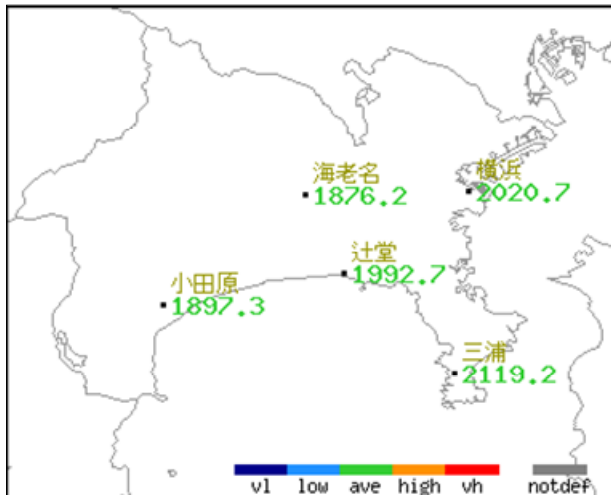 海老名
1876.2
横浜
2020.7
辻堂
1992.7
小田原
1897.3
三浦
2119.2
vl low ave high vh notdef